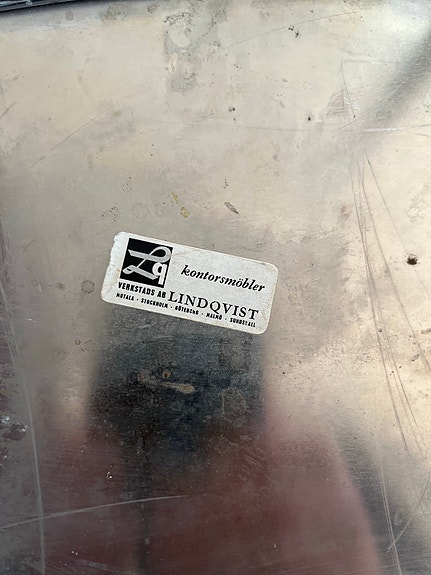 Lq
kontorsmöbler
VERKSTADS AB LINDQVIST
MOTALA · STOCKHOLM · GÖTEBORG · MALMÖ · SUNDSVALL